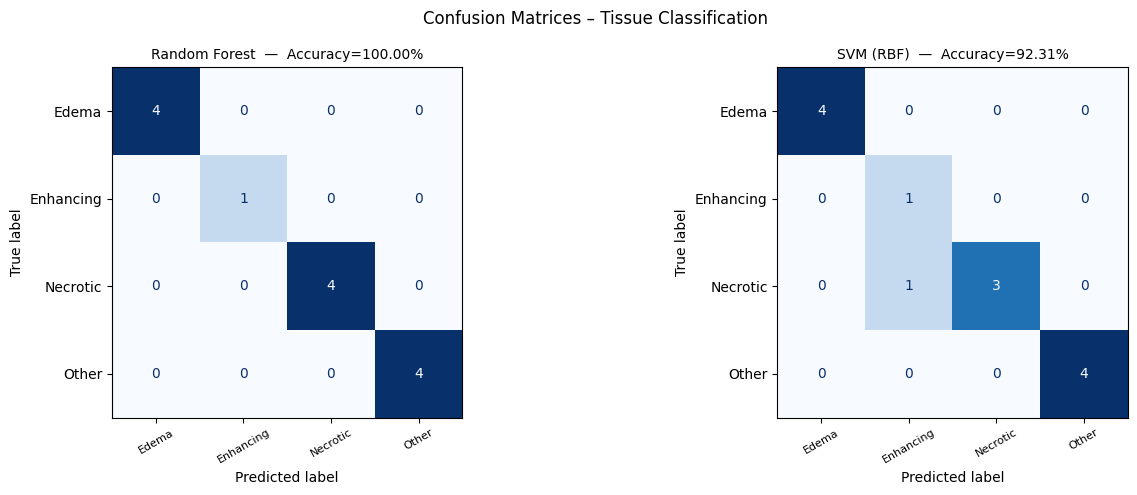 Confusion Matrices – Tissue Classification
Random Forest — Accuracy=100.00%
True label
Edema 4 0 0 0
Enhancing 0 1 0 0
Necrotic 0 0 4 0
Other 0 0 0 4
Edema Enhancing Necrotic Other
Predicted label
SVM (RBF) — Accuracy=92.31%
True label
Edema 4 0 0 0
Enhancing 0 1 0 0
Necrotic 0 1 3 0
Other 0 0 0 4
Edema Enhancing Necrotic Other
Predicted label